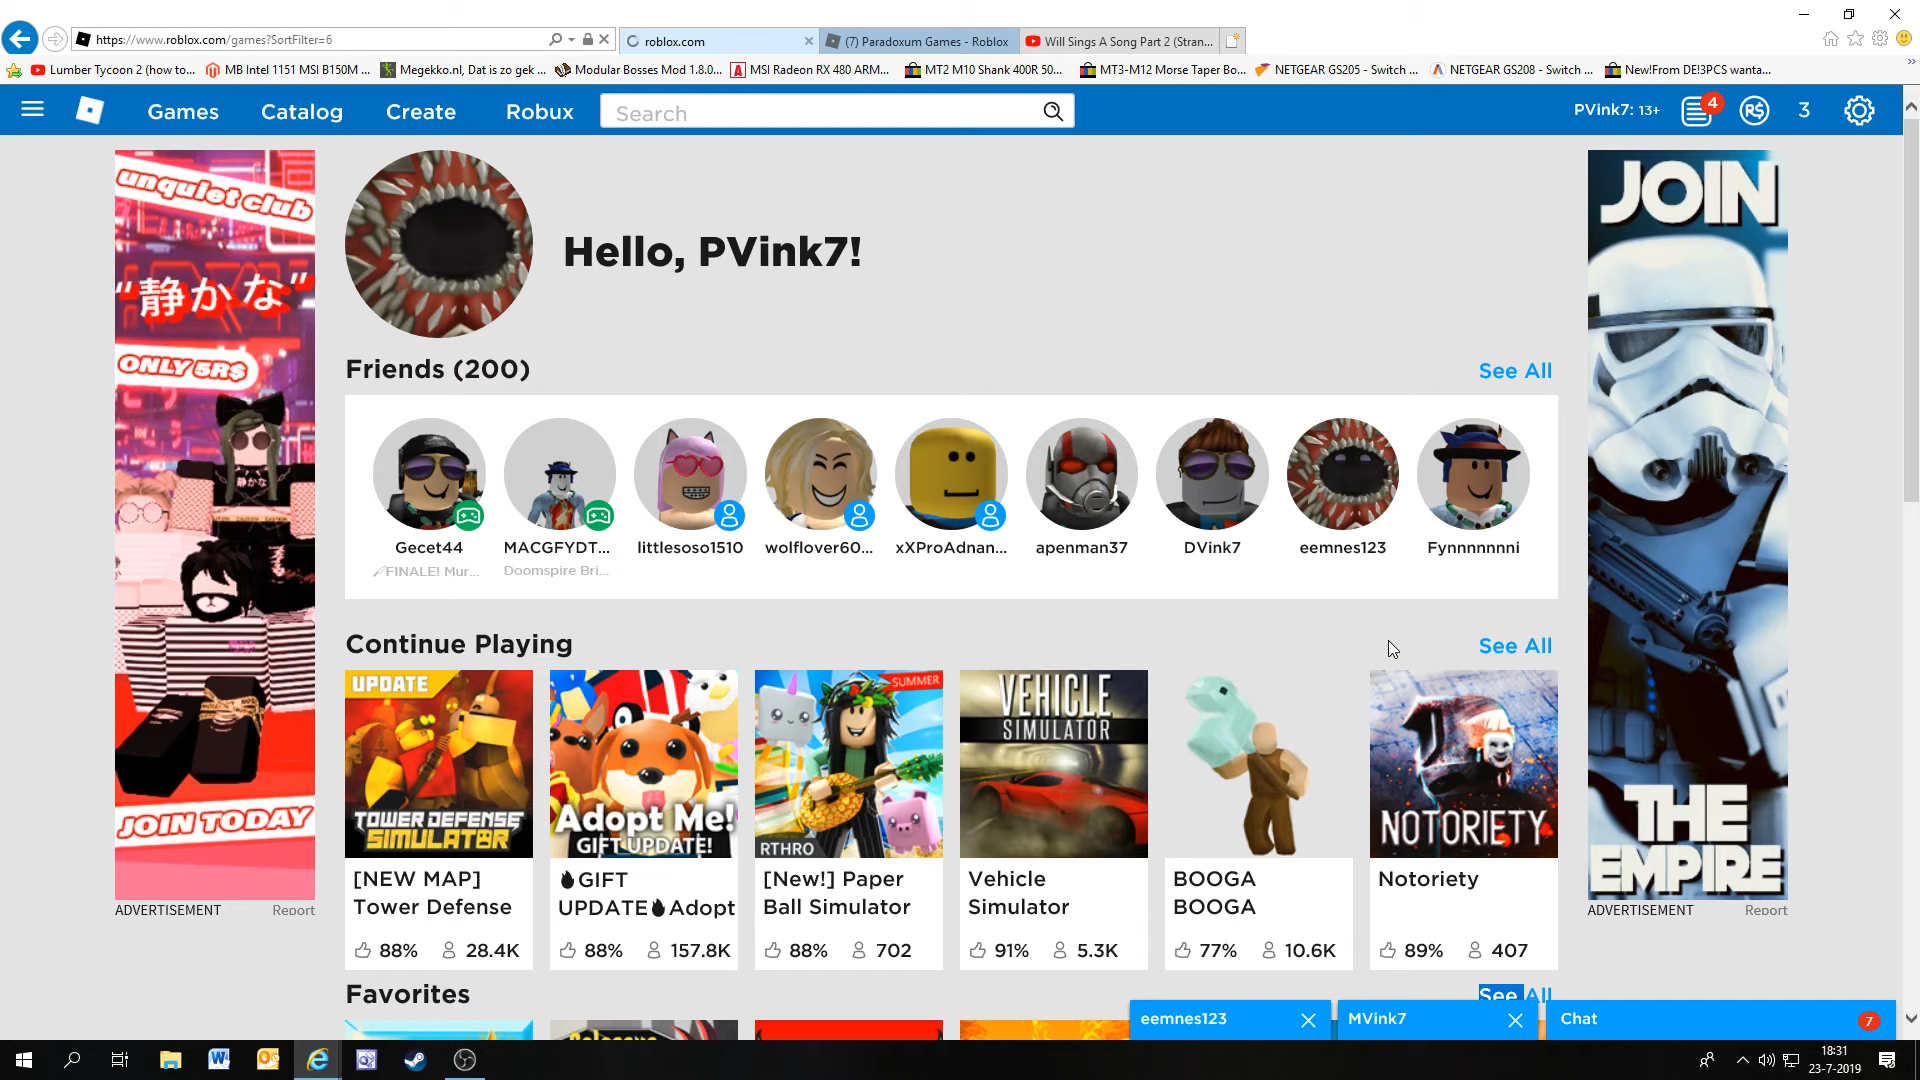 https://www.roblox.com/games?SortFilter=6
roblox.com
(7) Paradoxum Games - Roblox
Will Sings A Song Part 2 (Stran...
Lumber Tycoon 2 (how to...
MB Intel 1151 MSI B150M ...
Megekko.nl, Dat is zo gek ...
Modular Bosses Mod 1.8.0...
MSI Radeon RX 480 ARM...
MT2 M10 Shank 400R 50...
MT3-M12 Morse Taper Bo...
NETGEAR GS205 - Switch ...
NETGEAR GS208 - Switch ...
New!From DE!3PCS wanta...
Games
Catalog
Create
Robux
Search
PVink7: 13+
4
R$
3
unquiet club
“静かな”
ONLY 5R$
静かな
JOIN TODAY
ADVERTISEMENT
Report
Hello, PVink7!
Friends (200)
See All
Gecet44
MACGFYDT...
littlesoso1510
wolflover60...
xXProAdnan...
apenman37
DVink7
eemnes123
Fynnnnnnni
FINALE! Mur...
Doomspire Bri...
Continue Playing
See All
UPDATE
TOWER DEFENSE
SIMULATOR
Adopt Me!
GIFT UPDATE!
SUMMER
RTHRO
VEHICLE
SIMULATOR
NOTORIETY
[NEW MAP]
Tower Defense
88%
28.4K
GIFT
UPDATE Adopt
88%
157.8K
[New!] Paper
Ball Simulator
88%
702
Vehicle
Simulator
91%
5.3K
BOOGA
BOOGA
77%
10.6K
Notoriety
89%
407
Favorites
See All
JOIN
THE
EMPIRE
ADVERTISEMENT
Report
eemnes123
MVink7
Chat
7
18:31
23-7-2019